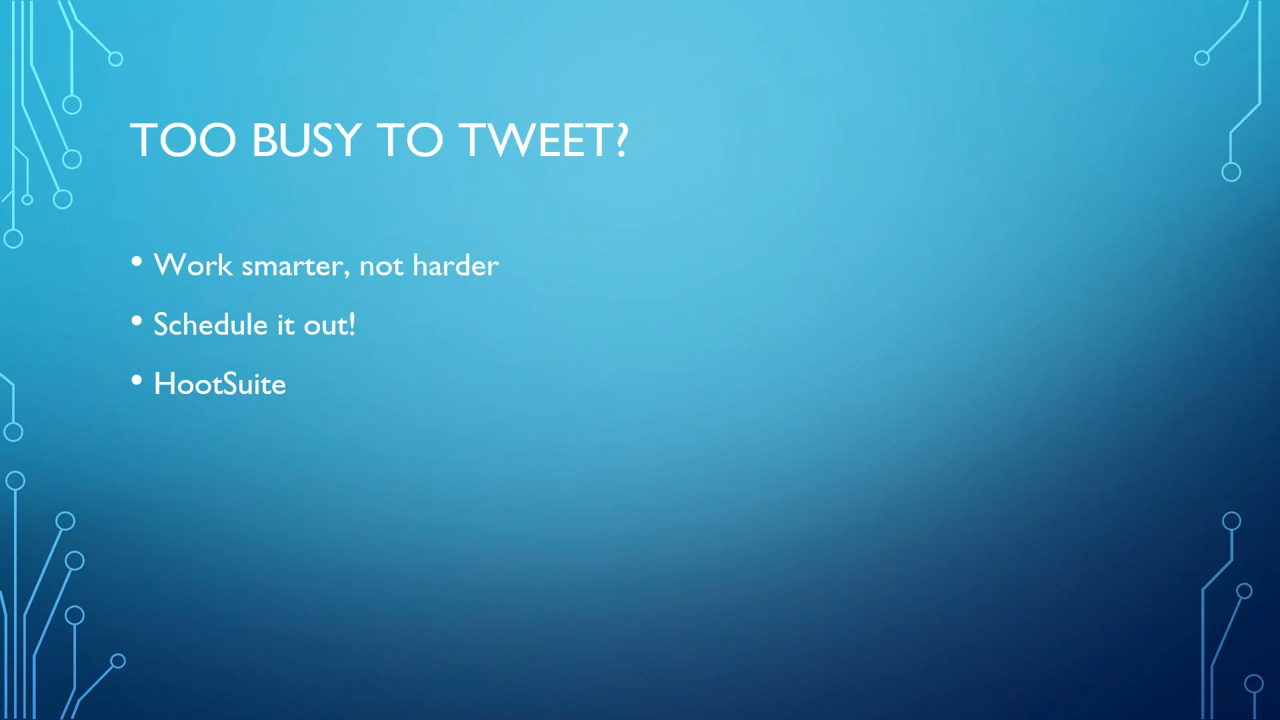 TOO BUSY TO TWEET?
• Work smarter, not harder
• Schedule it out!
• HootSuite